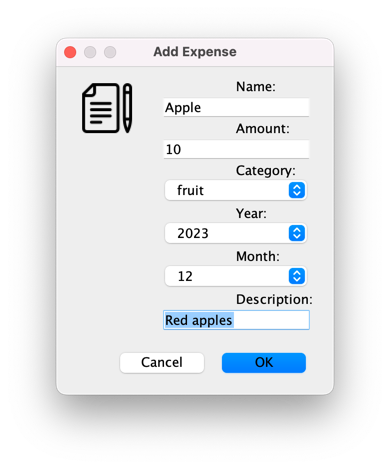 Add Expense
Name:
Apple
Amount:
10
Category:
fruit
Year:
2023
Month:
12
Description:
Red apples
Cancel OK